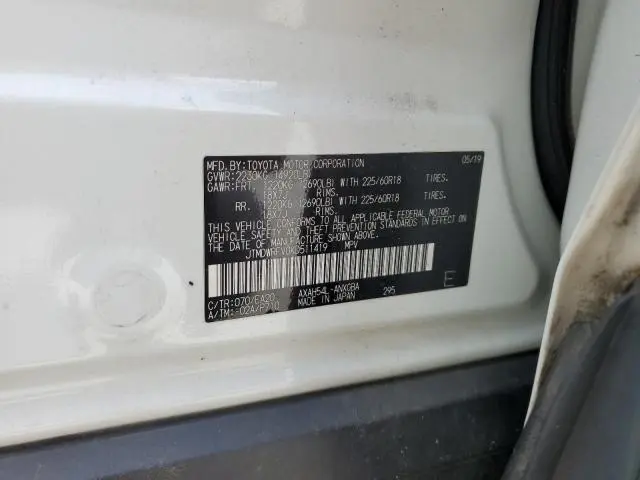 MFD. BY: TOYOTA MOTOR CORPORATION 05/19
GVWR: 2230KG (4920LB)
GAWR: FRT. 1220KG (2690LB) WITH 225/60R18 TIRES,
18X7J RIMS.
RR. 1220KG (2690LB) WITH 225/60R18 TIRES,
18X7J RIMS.
THIS VEHICLE CONFORMS TO ALL APPLICABLE FEDERAL MOTOR
VEHICLE SAFETY AND THEFT PREVENTION STANDARDS IN EFFECT
ON THE DATE OF MANUFACTURE SHOWN ABOVE.
MPV
C/TR: 070/EA20 AXAH54L-ANXGBA 295 E
A/TM: -02A/P710 MADE IN JAPAN